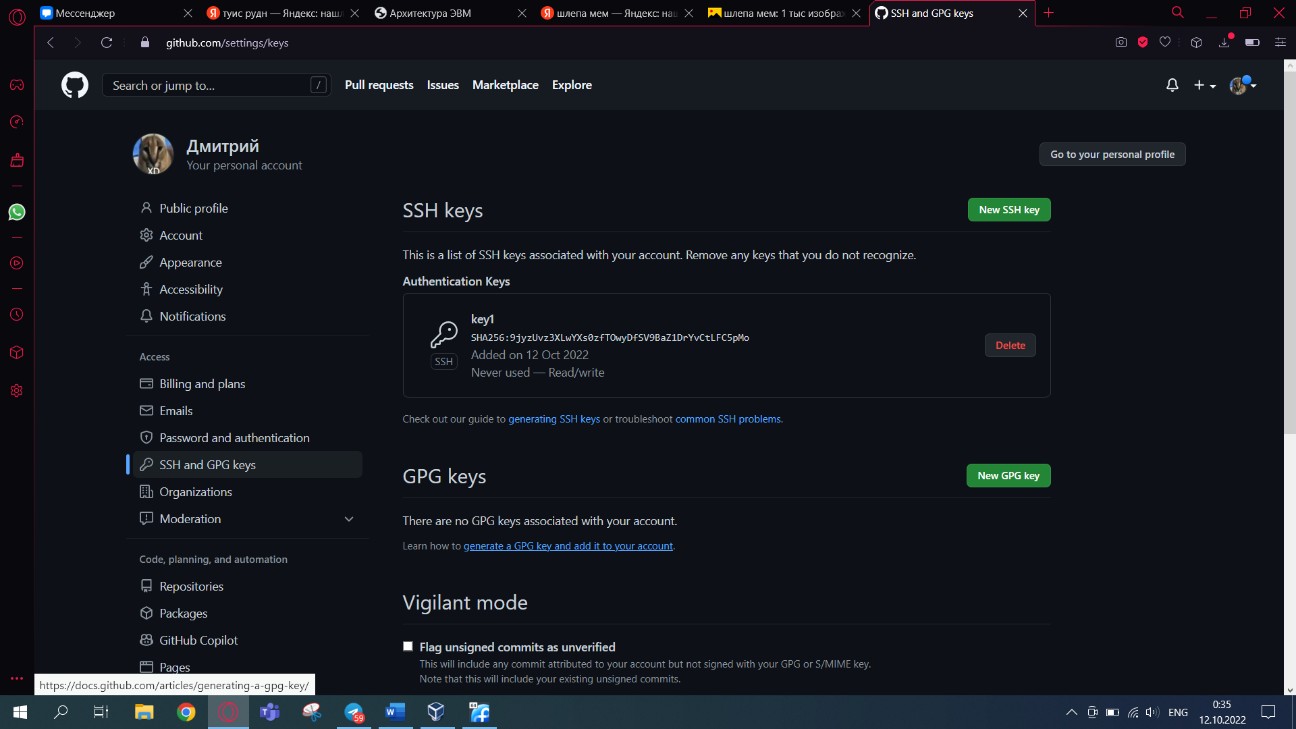 Мессенджер
туис рудн — Яндекс: нашл
Архитектура ЭВМ
шлепа мем — Яндекс: наш
шлепа мем: 1 тыс изображ
SSH and GPG keys
github.com/settings/keys
Search or jump to...
/
Pull requests
Issues
Marketplace
Explore
Дмитрий
Your personal account
Go to your personal profile
Public profile
Account
Appearance
Accessibility
Notifications
Access
Billing and plans
Emails
Password and authentication
SSH and GPG keys
Organizations
Moderation
Code, planning, and automation
Repositories
Packages
GitHub Copilot
Pages
SSH keys
New SSH key
This is a list of SSH keys associated with your account. Remove any keys that you do not recognize.
Authentication Keys
key1
SHA256:9jyzUvz3XLwYXs0zfTOwyDfSV9BaZ1DrYvCtLFC5pMo
SSH
Added on 12 Oct 2022
Never used — Read/write
Delete
Check out our guide to generating SSH keys or troubleshoot common SSH problems.
GPG keys
New GPG key
There are no GPG keys associated with your account.
Learn how to generate a GPG key and add it to your account.
Vigilant mode
Flag unsigned commits as unverified
This will include any commit attributed to your account but not signed with your GPG or S/MIME key.
Note that this will include your existing unsigned commits.
https://docs.github.com/articles/generating-a-gpg-key/
59
ENG
0:35
12.10.2022